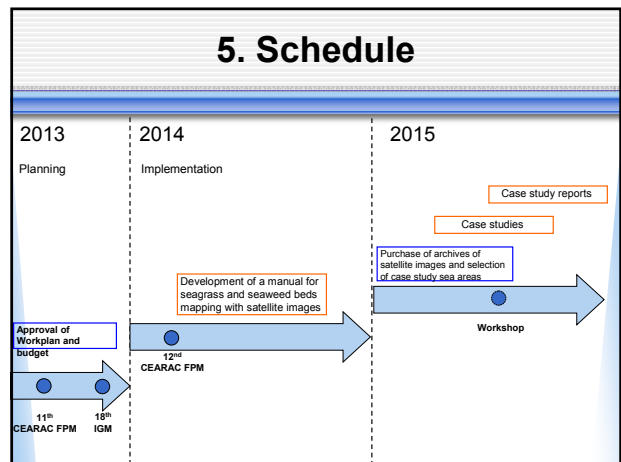 5. Schedule
2013
Planning
Approval of
Workplan and
budget
11th
CEARAC FPM
18th
IGM
2014
Implementation
Development of a manual for
seagrass and seaweed beds
mapping with satellite images
12nd
CEARAC FPM
2015
Case study reports
Case studies
Purchase of archives of
satellite images and selection
of case study sea areas
Workshop